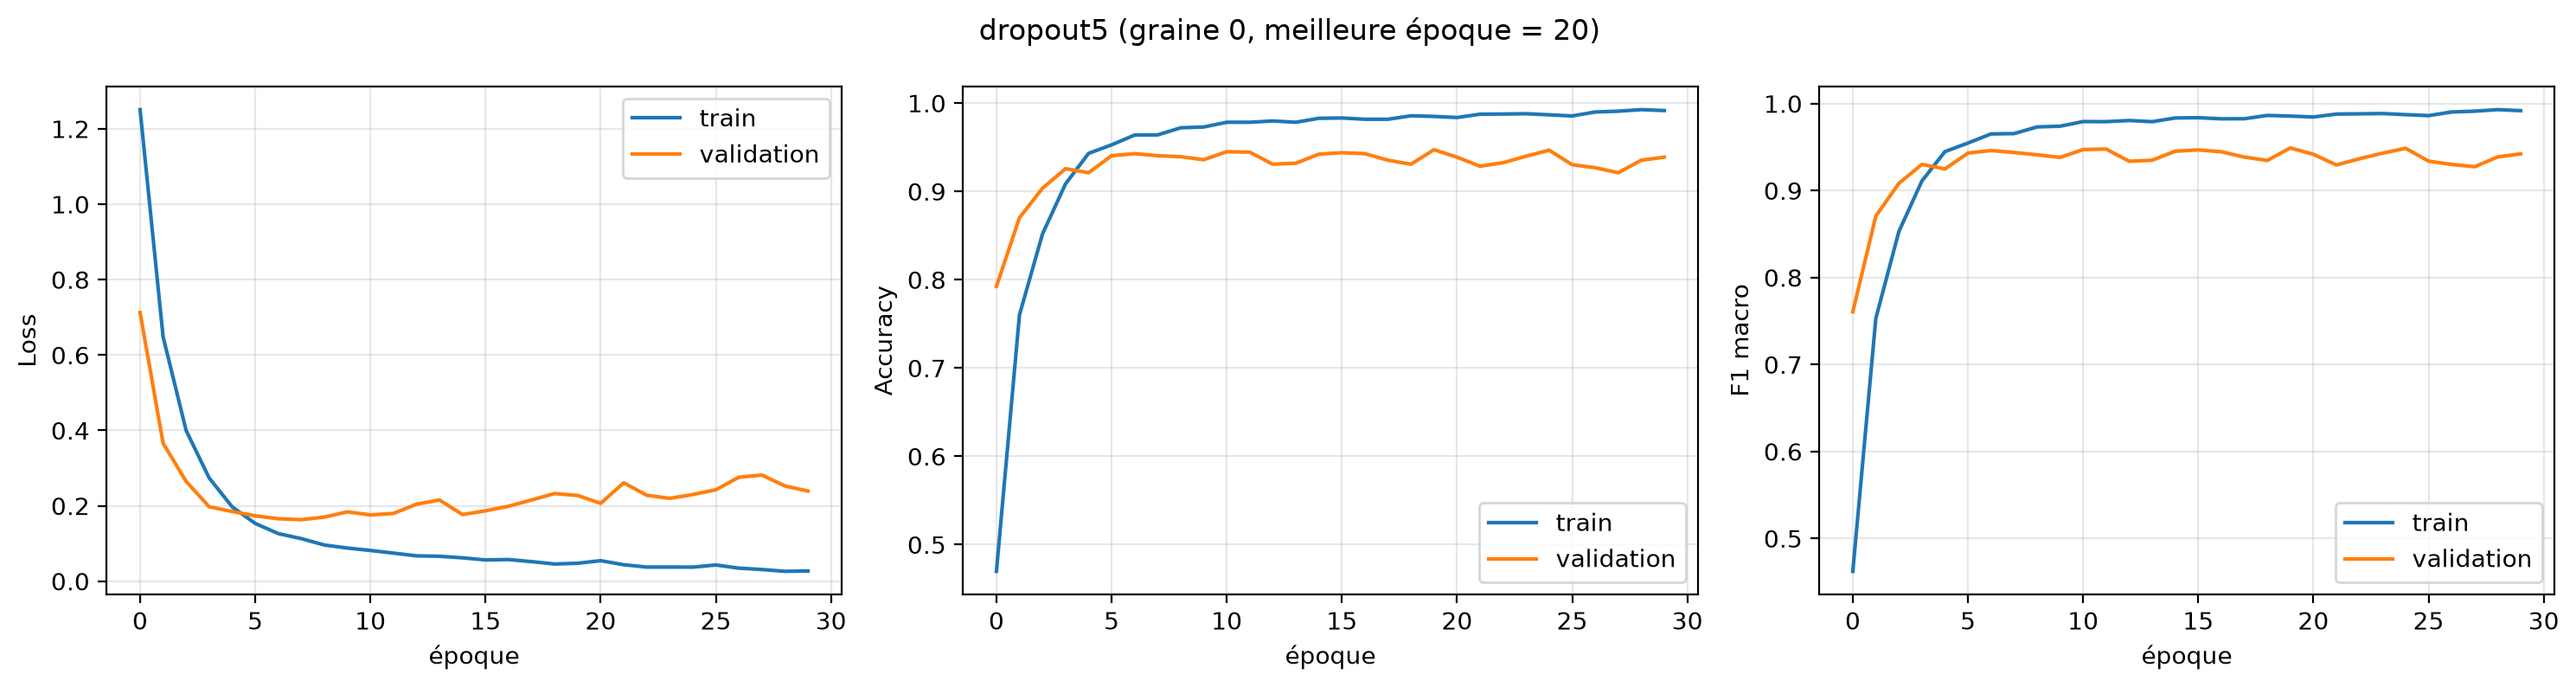 dropout5 (graine 0, meilleure époque = 20)
Loss
1.2
1.0
0.8
0.6
0.4
0.2
0.0
0 5 10 15 20 25 30
époque
train
validation
Accuracy
1.0
0.9
0.8
0.7
0.6
0.5
0 5 10 15 20 25 30
époque
train
validation
F1 macro
1.0
0.9
0.8
0.7
0.6
0.5
0 5 10 15 20 25 30
époque
train
validation